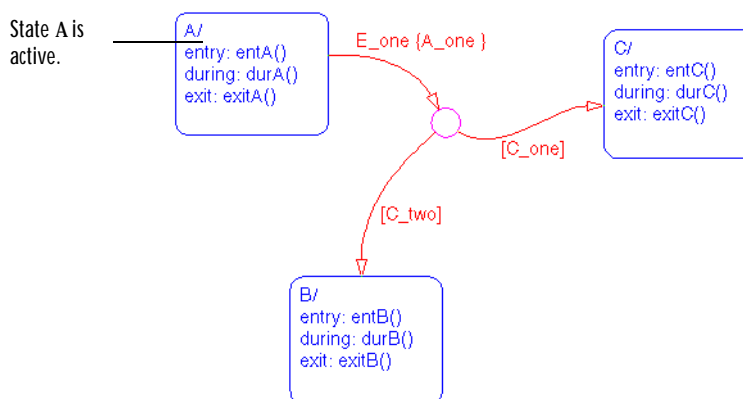 State A is
active.
A/
entry: entA()
during: durA()
exit: exitA()
E_one {A_one }
C/
entry: entC()
during: durC()
exit: exitC()
[C_one]
[C_two]
B/
entry: entB()
during: durB()
exit: exitB()